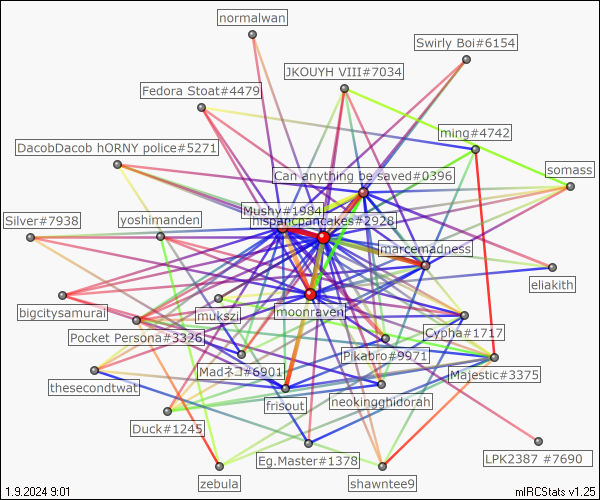 normalwan
Swirly Boi#6154
JKOUYH VIII#7034
Fedora Stoat#4479
ming#4742
DacobDacob hORNY police#5271
Can anything be saved#0396
somass
Mushy#1984
Silver#7938
yoshimanden
hispancpancakes#2928
marcemadness
eliakith
bigcitysamurai
mukszi
moonraven
Pocket Persona#3326
Cypha#1717
Pikabro#9971
Madネコ#6901
Majestic#3375
thesecondtwat
frisout
neokingghidorah
Duck#1245
Eg.Master#1378
LPK2387 #7690
zebula
shawntee9
1.9.2024 9:01
mIRCStats v1.25